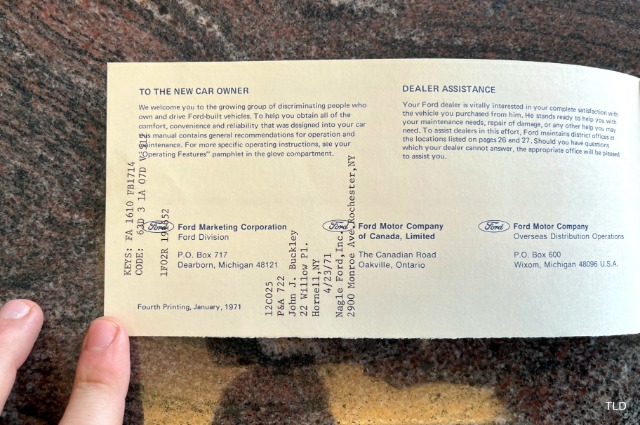 TO THE NEW CAR OWNER
We welcome you to the growing group of discriminating people who
own and drive Ford-built vehicles. To help you obtain all of the
comfort, convenience and reliability that was designed into your car
this manual contains general recommendations for operation and
maintenance. For more specific operating instructions, see your
"Operating Features" pamphlet in the glove compartment.
DEALER ASSISTANCE
Your Ford dealer is vitally interested in your complete satisfaction with
the vehicle you purchased from him. He stands ready to help you with
your maintenance needs, repair of damage, or any other help you may
need. To assist dealers in this effort, Ford maintains district offices at
the locations listed on pages 26 and 27. Should you have questions
which your dealer cannot answer, the appropriate office will be pleased
to assist you.
Ford
Ford Marketing Corporation
Ford Division
P.O. Box 717
Dearborn, Michigan 48121
Ford
Ford Motor Company
of Canada, Limited
The Canadian Road
Oakville, Ontario
Ford
Ford Motor Company
Overseas Distribution Operations
P.O. Box 600
Wixom, Michigan 48096 U.S.A.
Fourth Printing, January, 1971
KEYS: FA 1610 FB1714
CODE: 63D 3 1A 07D
1F02R
12C025
P&A 722
John J. Buckley
22 Willow Pl.
Hornell,NY
4/23/71
Nagle Ford,Inc.
2900 Monroe Ave,Rochester,NY
TLD